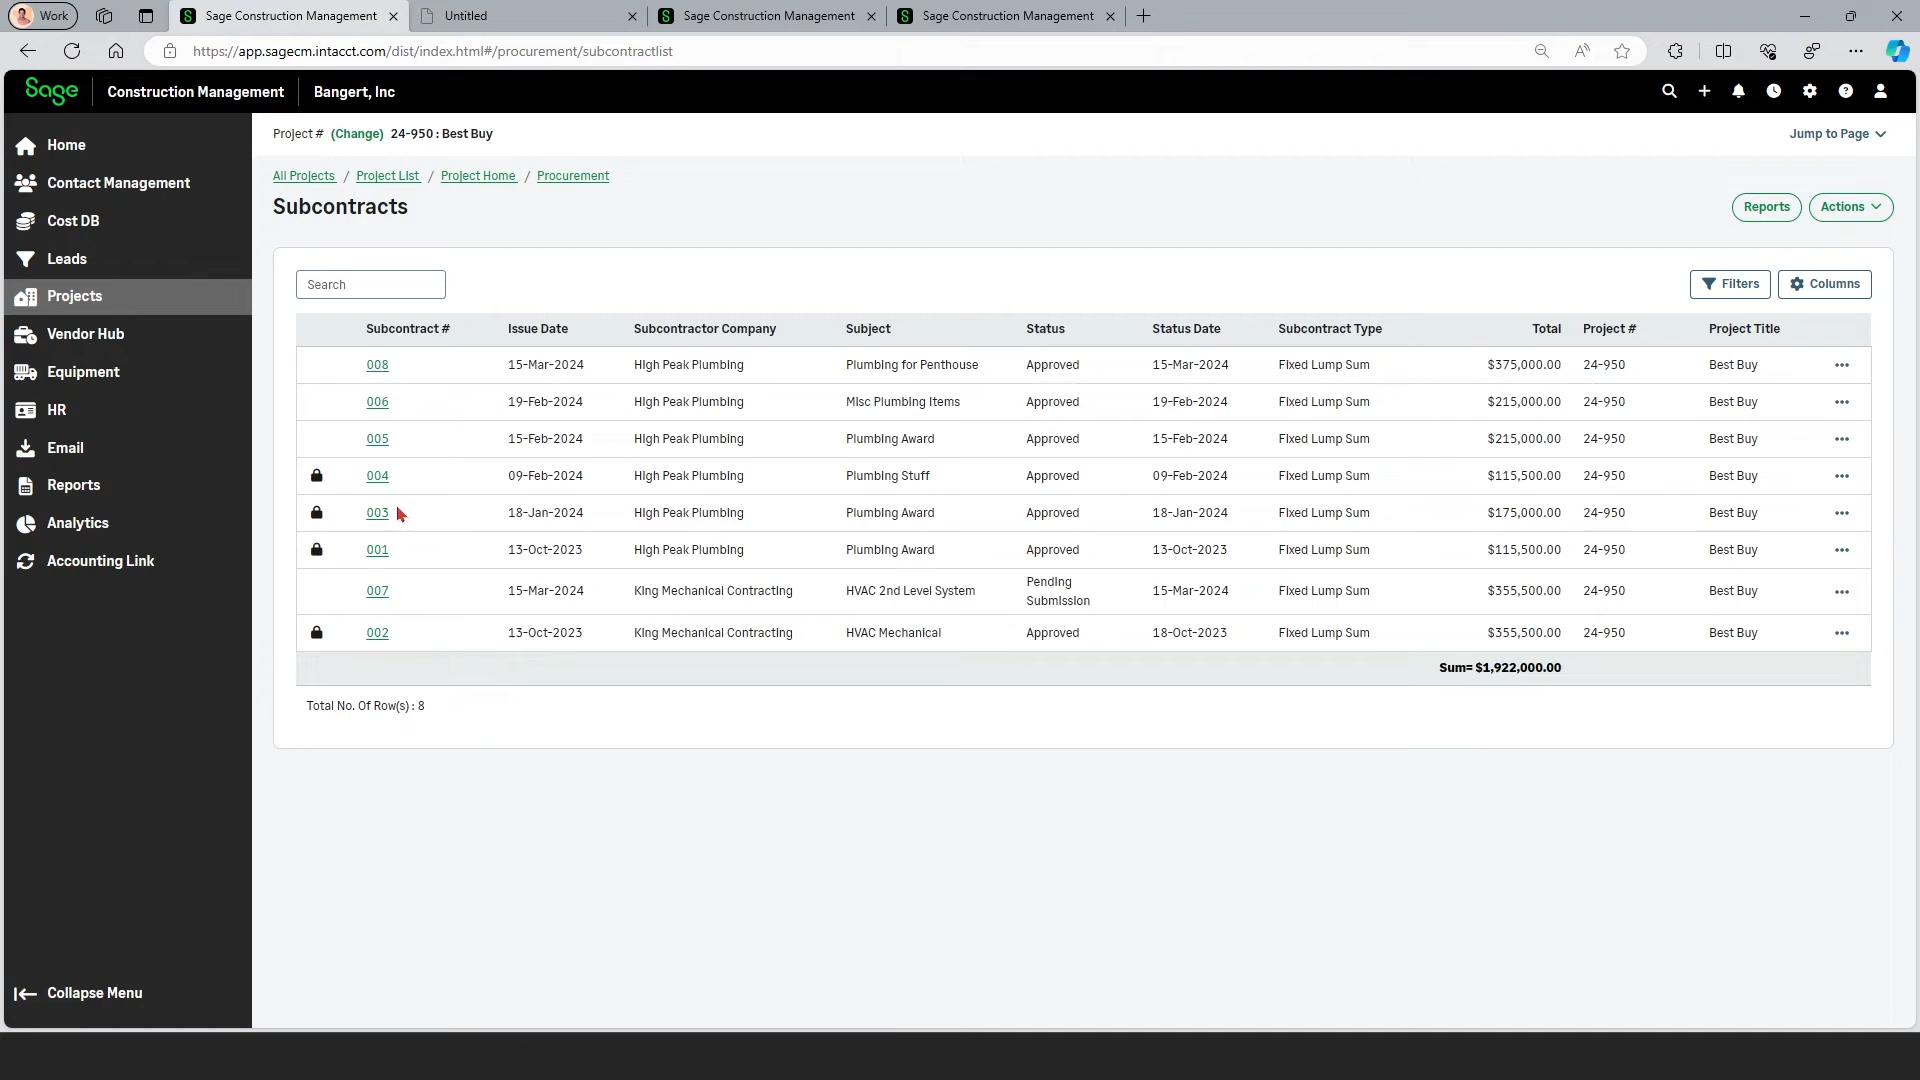 Work
Sage Construction Management
Untitled
Sage Construction Management
Sage Construction Management
https://app.sagecm.intacct.com/dist/index.html#/procurement/subcontractlist
Sage Construction Management Bangert, Inc
Home
Contact Management
Cost DB
Leads
Projects
Vendor Hub
Equipment
HR
Email
Reports
Analytics
Accounting Link
Collapse Menu
Project # (Change) 24-950 : Best Buy
Jump to Page
All Projects / Project List / Project Home / Procurement
Subcontracts
Reports
Actions
Search
Filters
Columns
Subcontract # Issue Date Subcontractor Company Subject Status Status Date Subcontract Type Total Project # Project Title
008 15-Mar-2024 High Peak Plumbing Plumbing for Penthouse Approved 15-Mar-2024 Fixed Lump Sum $375,000.00 24-950 Best Buy
006 19-Feb-2024 High Peak Plumbing Misc Plumbing Items Approved 19-Feb-2024 Fixed Lump Sum $215,000.00 24-950 Best Buy
005 15-Feb-2024 High Peak Plumbing Plumbing Award Approved 15-Feb-2024 Fixed Lump Sum $215,000.00 24-950 Best Buy
004 09-Feb-2024 High Peak Plumbing Plumbing Stuff Approved 09-Feb-2024 Fixed Lump Sum $115,500.00 24-950 Best Buy
003 18-Jan-2024 High Peak Plumbing Plumbing Award Approved 18-Jan-2024 Fixed Lump Sum $175,000.00 24-950 Best Buy
001 13-Oct-2023 High Peak Plumbing Plumbing Award Approved 13-Oct-2023 Fixed Lump Sum $115,500.00 24-950 Best Buy
007 15-Mar-2024 King Mechanical Contracting HVAC 2nd Level System Pending Submission 15-Mar-2024 Fixed Lump Sum $355,500.00 24-950 Best Buy
002 13-Oct-2023 King Mechanical Contracting HVAC Mechanical Approved 18-Oct-2023 Fixed Lump Sum $355,500.00 24-950 Best Buy
Sum= $1,922,000.00
Total No. Of Row(s) : 8